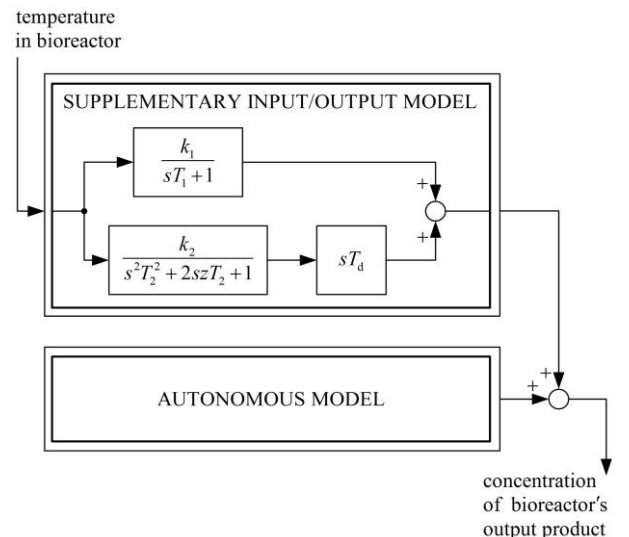 temperature
in bioreactor
SUPPLEMENTARY INPUT/OUTPUT MODEL
k₁
sT₁+1
+
+
k₂
s²T₂²+2szT₂+1
sT_d
AUTONOMOUS MODEL
+
+
concentration
of bioreactor's
output product